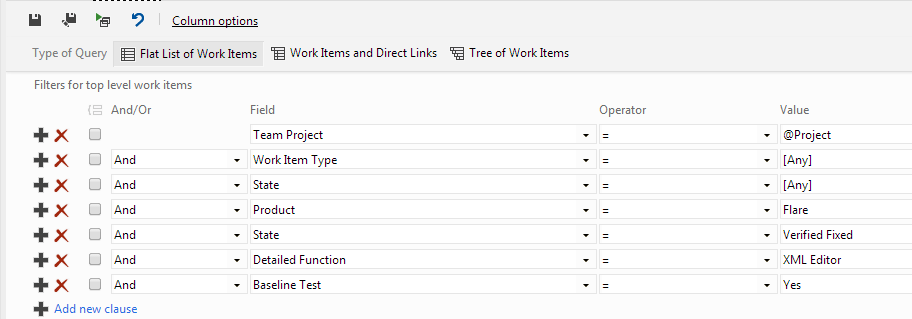 Column options
Type of Query Flat List of Work Items Work Items and Direct Links Tree of Work Items
Filters for top level work items
And/Or Field Operator Value
Team Project = @Project
And Work Item Type = [Any]
And State = [Any]
And Product = Flare
And State = Verified Fixed
And Detailed Function = XML Editor
And Baseline Test = Yes
Add new clause